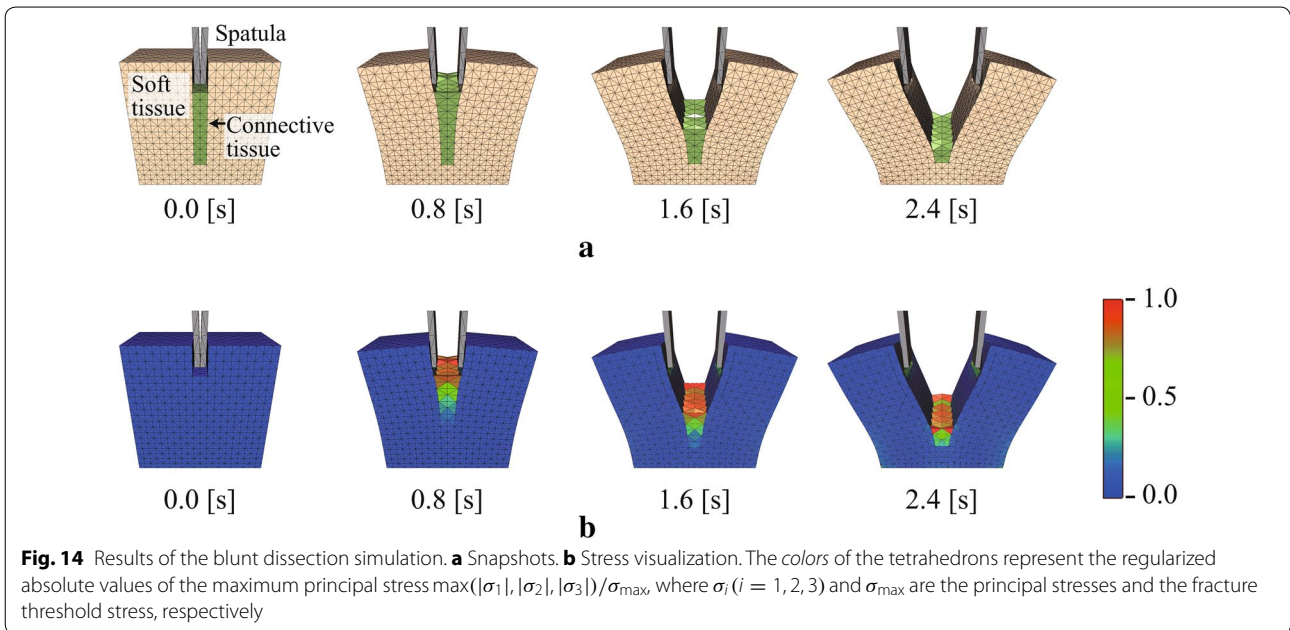 Spatula
Soft
tissue
Connective
tissue
0.0 [s]
0.8 [s]
1.6 [s]
2.4 [s]
a
1.0
0.5
0.0
0.0 [s]
0.8 [s]
1.6 [s]
2.4 [s]
b
Fig. 14 Results of the blunt dissection simulation. a Snapshots. b Stress visualization. The colors of the tetrahedrons represent the regularized
absolute values of the maximum principal stress max(|σ1|, |σ2|, |σ3|)/σmax, where σi (i = 1, 2, 3) and σmax are the principal stresses and the fracture
threshold stress, respectively